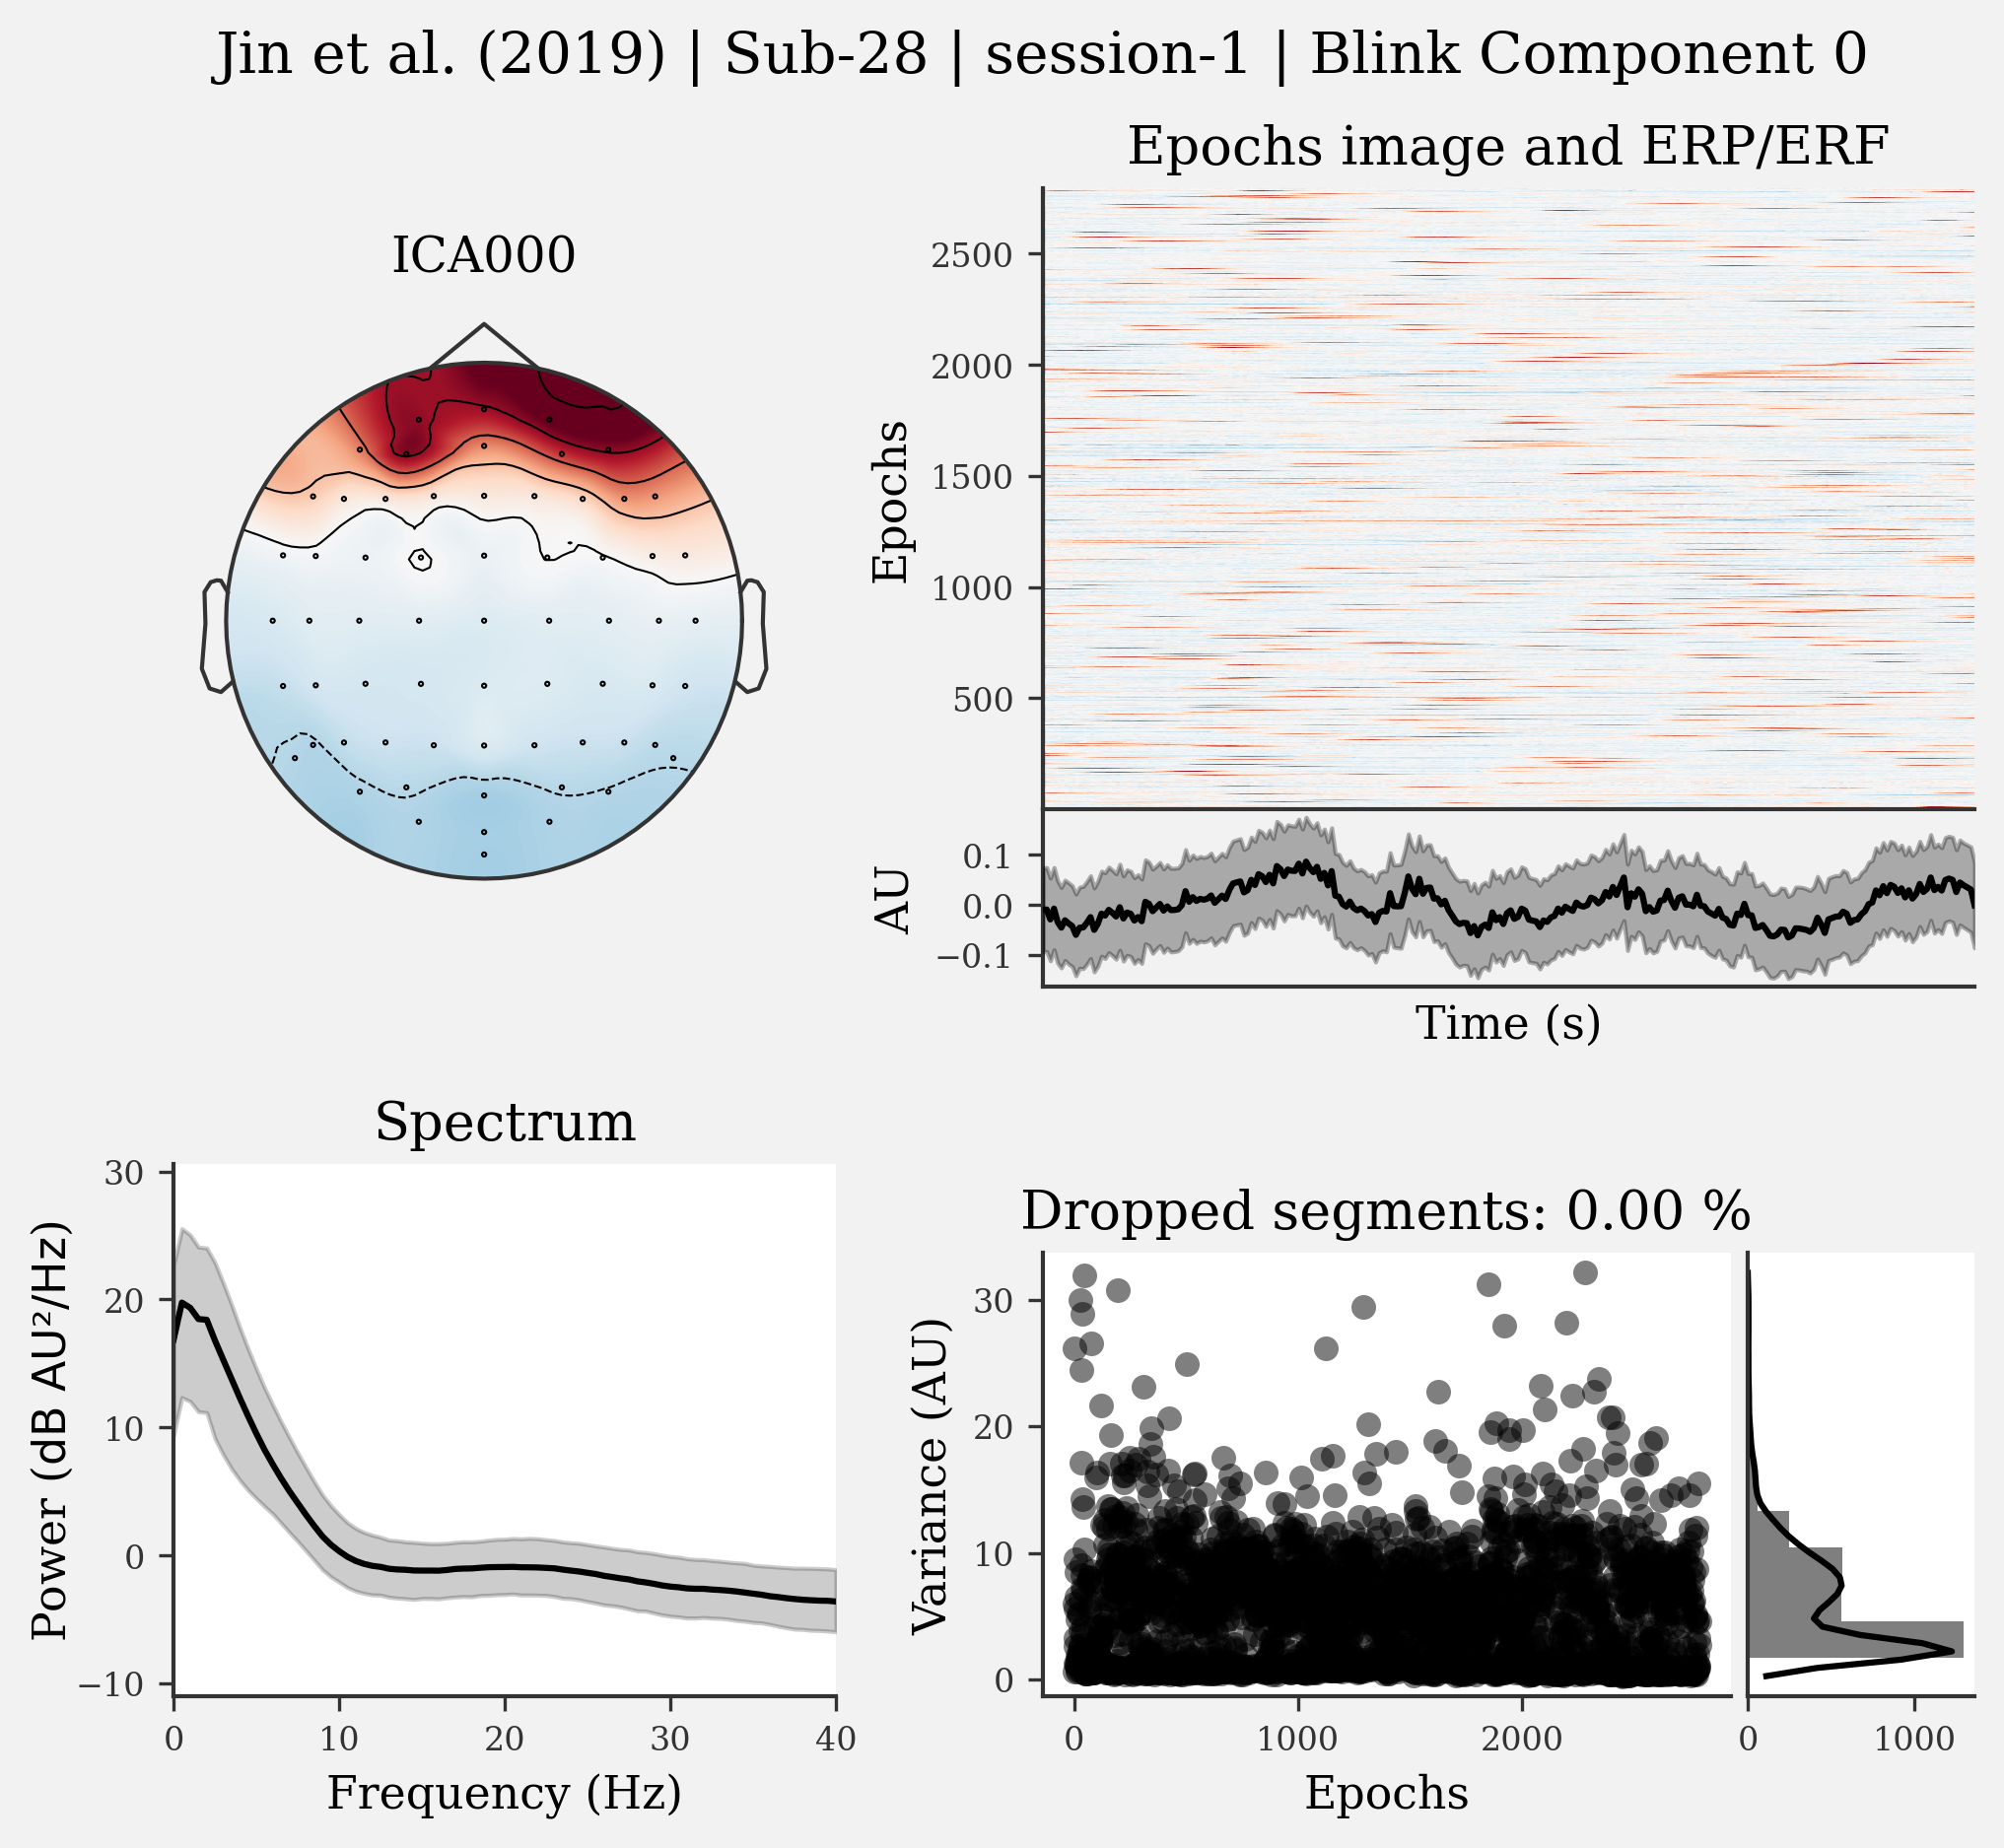 Jin et al. (2019) | Sub-28 | session-1 | Blink Component 0
ICA000
Epochs image and ERP/ERF
Epochs
2500
2000
1500
1000
500
AU
0.1
0.0
−0.1
Time (s)
Spectrum
Power (dB AU²/Hz)
30
20
10
0
−10
0 10 20 30 40
Frequency (Hz)
Dropped segments: 0.00 %
Variance (AU)
30
20
10
0
0 1000 2000
Epochs
0 1000